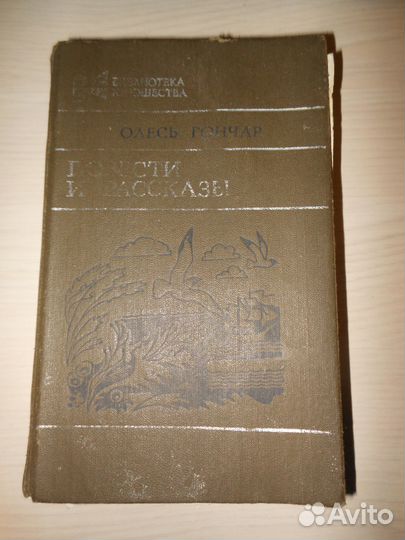 БИБЛИОТЕКА
ЮНОШЕСТВА
ОЛЕСЬ ГОНЧАР
ПОВЕСТИ
И РАССКАЗЫ
Avito